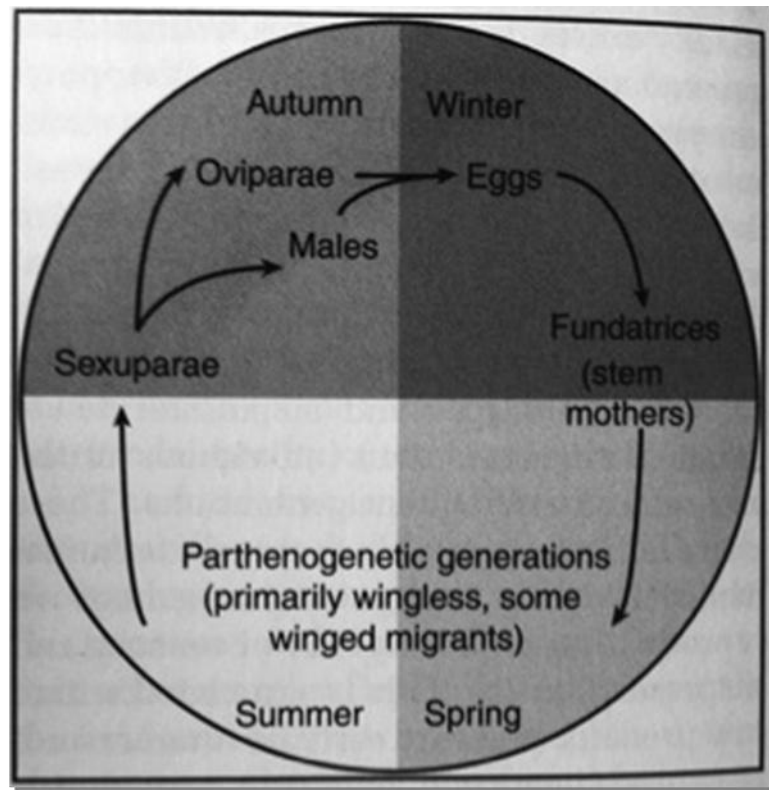 Autumn
Winter
Oviparae
Eggs
Males
Fundatrices
(stem
mothers)
Sexuparae
Parthenogenetic generations
(primarily wingless, some
winged migrants)
Summer
Spring